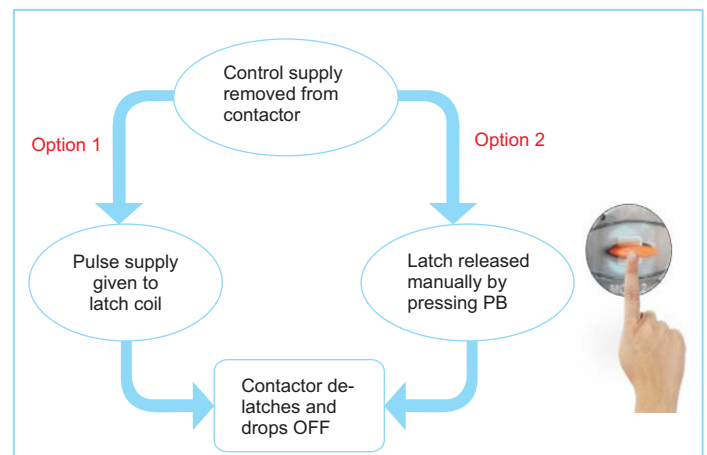 Control supply
removed from
contactor
Option 1
Option 2
Pulse supply
given to
latch coil
Latch released
manually by
pressing PB
Contactor de-
latches and
drops OFF